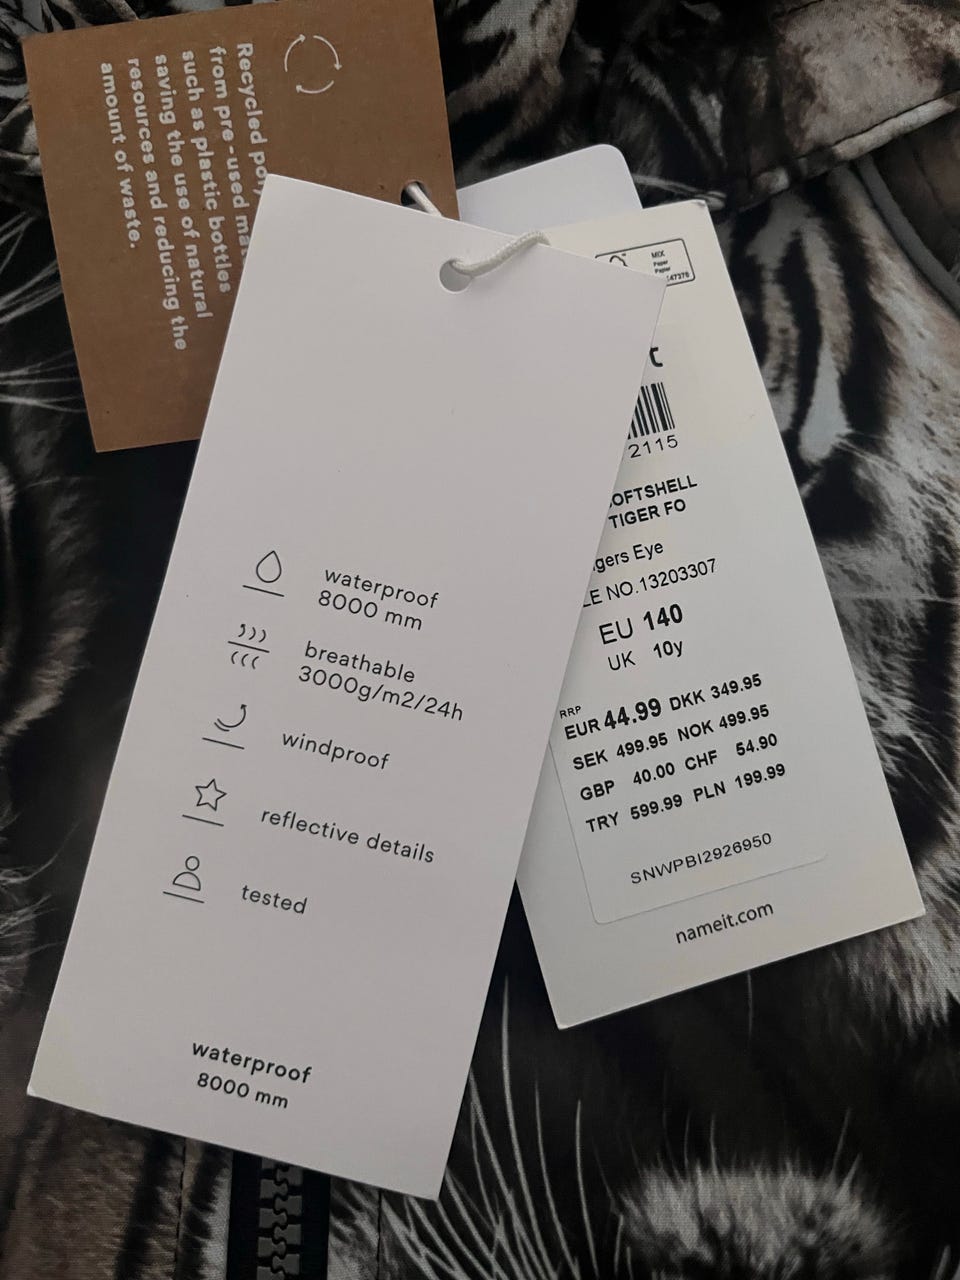 Recycled
from pre-used
such as plastic bottles
saving the use of natural
resources and reducing the
amount of waste.
waterproof
8000 mm
breathable
3000g/m2/24h
windproof
reflective details
tested
waterproof
8000 mm
MIX
Paper
2115
OFTSHELL
TIGER FO
gers Eye
LE NO.13203307
EU 140
UK 10y
RRP
EUR 44.99 DKK 349.95
SEK 499.95 NOK 499.95
GBP 40.00 CHF 54.90
TRY 599.99 PLN 199.99
SNWPBI2926950
nameit.com